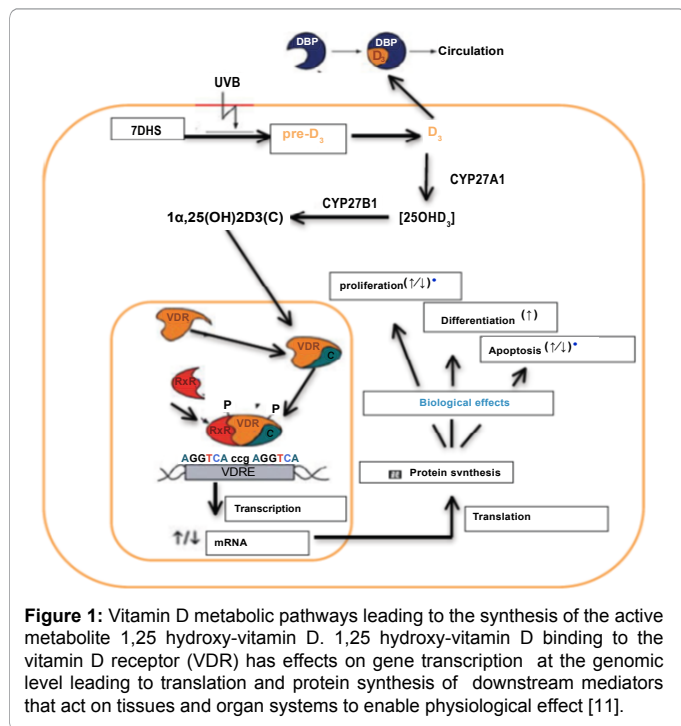 DBP
DBP
D3
Circulation
UVB
7DHS
pre-D3
D3
CYP27A1
CYP27B1
1α,25(OH)2D3(C)
[25OHD3]
proliferation(↑/↓)•
Differentiation (↑)
Apoptosis (↑/↓)•
VDR
VDR
C
RxR
P
P
VDR
RxR
C
Biological effects
AGGTCA ccg AGGTCA
VDRE
Protein svnthesis
Transcription
Translation
↑/↓ mRNA
Figure 1: Vitamin D metabolic pathways leading to the synthesis of the active
metabolite 1,25 hydroxy-vitamin D. 1,25 hydroxy-vitamin D binding to the
vitamin D receptor (VDR) has effects on gene transcription at the genomic
level leading to translation and protein synthesis of downstream mediators
that act on tissues and organ systems to enable physiological effect [11].